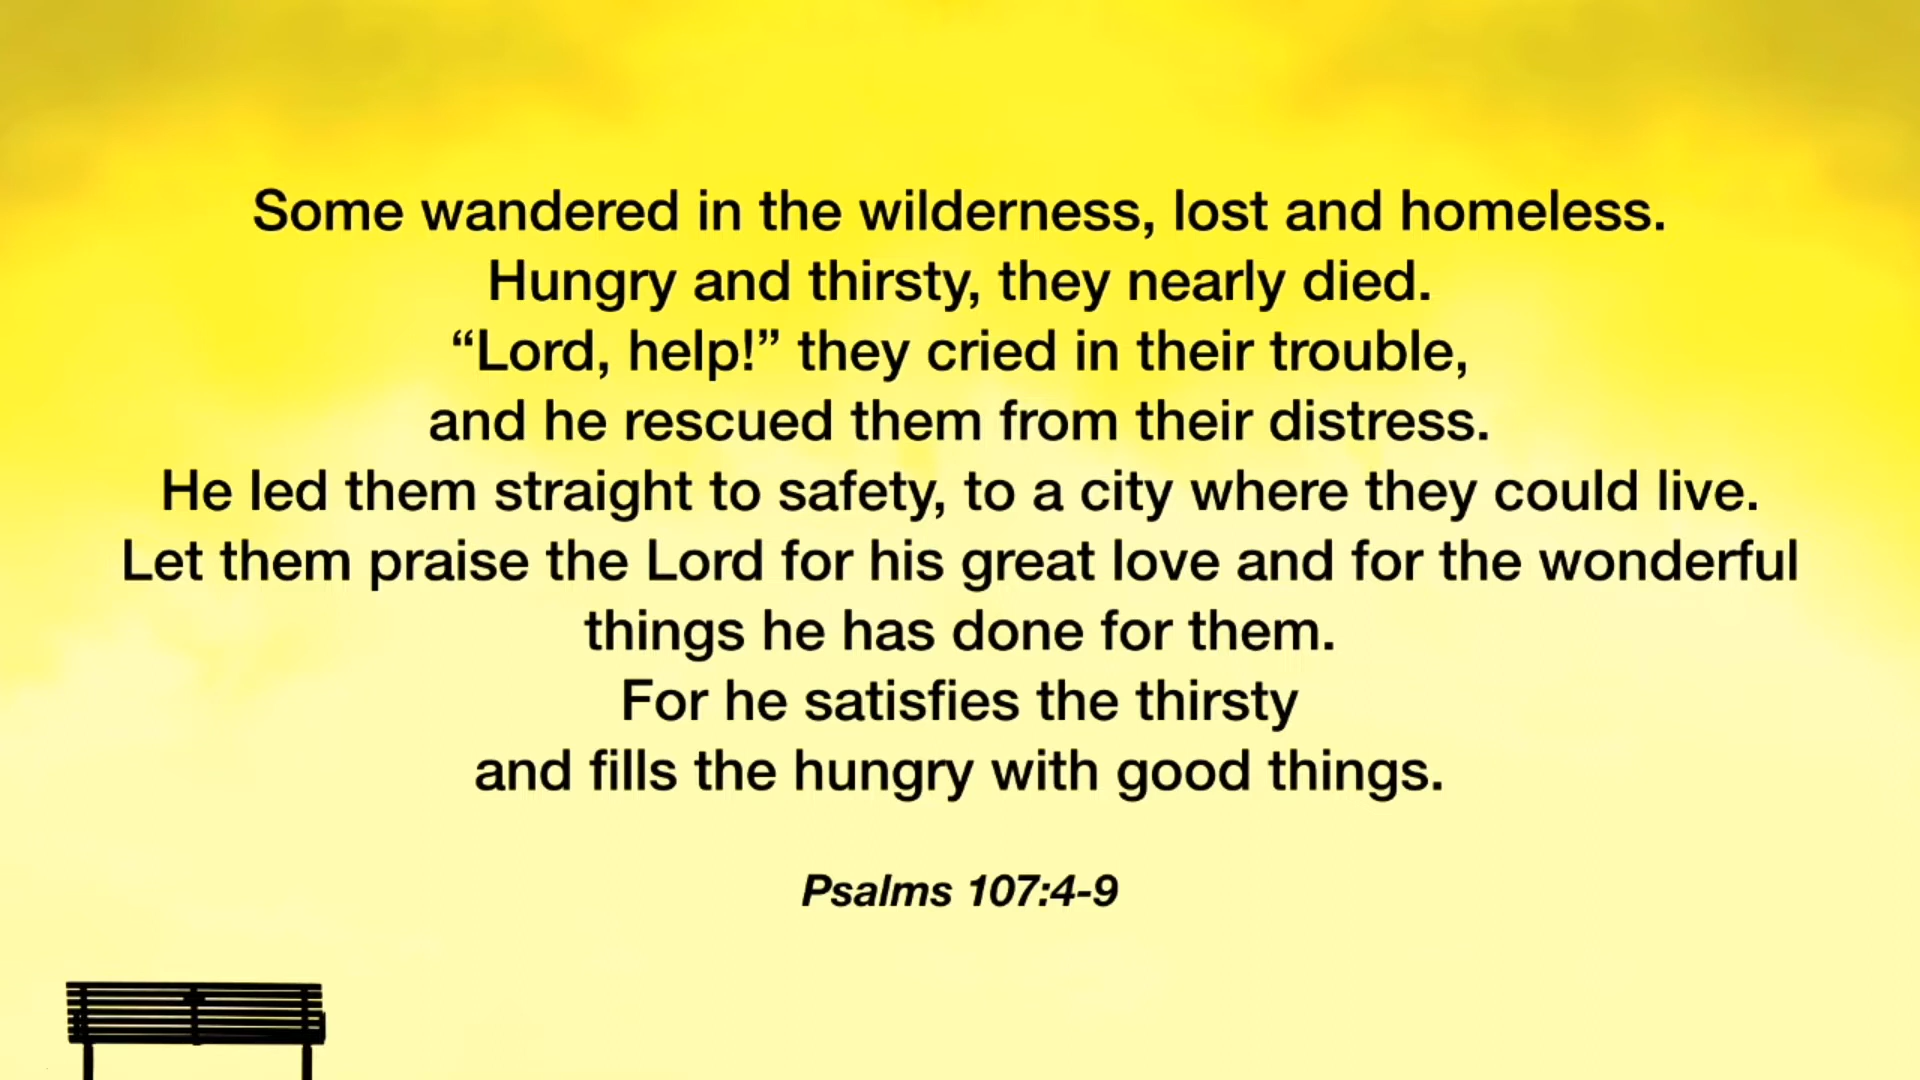 Some wandered in the wilderness, lost and homeless.
Hungry and thirsty, they nearly died.
“Lord, help!” they cried in their trouble,
and he rescued them from their distress.
He led them straight to safety, to a city where they could live.
Let them praise the Lord for his great love and for the wonderful
things he has done for them.
For he satisfies the thirsty
and fills the hungry with good things.
Psalms 107:4-9